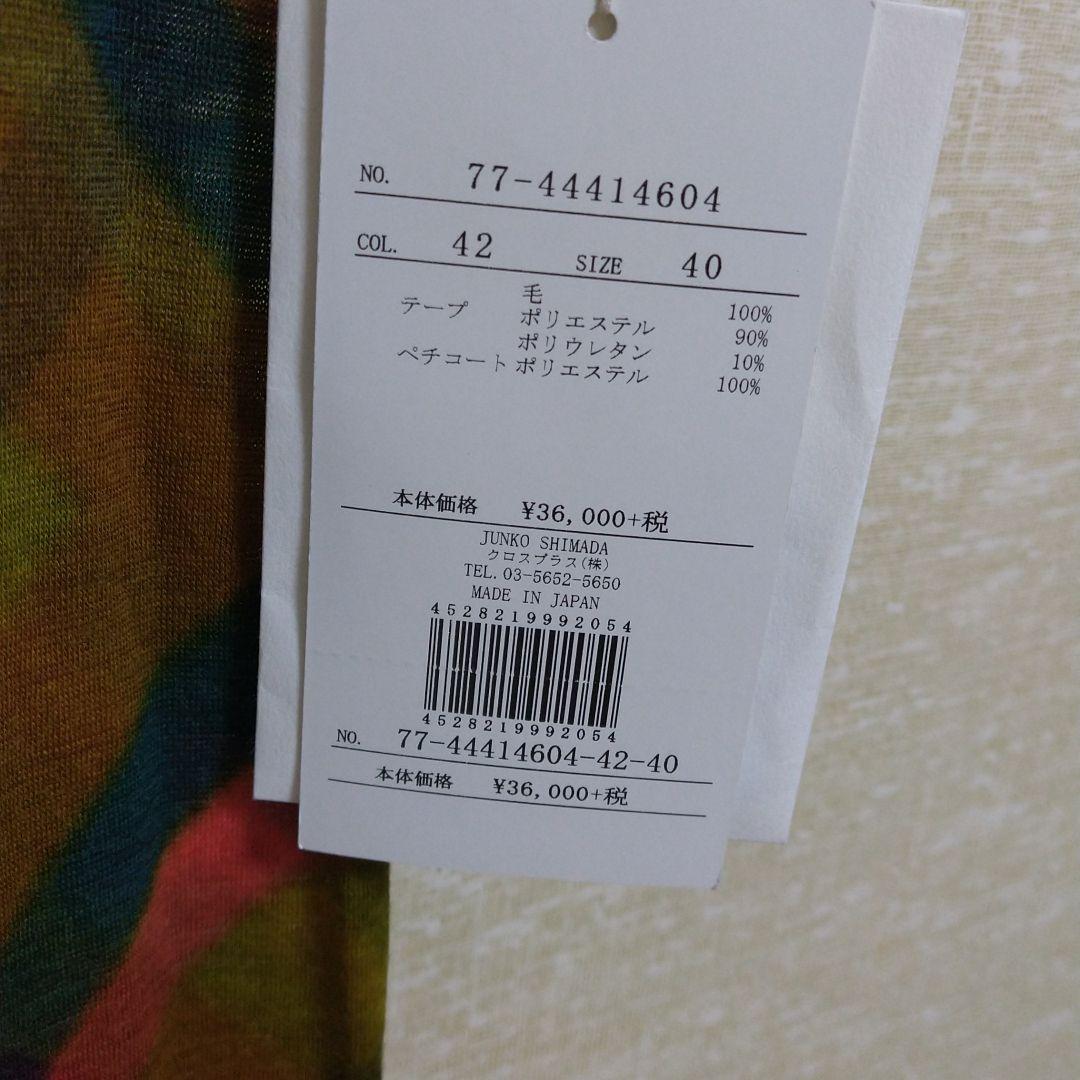 NO. 77-44414604
COL. 42 SIZE 40
毛 100%
テープ ポリエステル 90%
ポリウレタン 10%
ペチコート ポリエステル 100%
本体価格 ¥36,000+税
JUNKO SHIMADA
クロスプラス(株)
TEL.03-5652-5650
MADE IN JAPAN
4528219992054
4528219992054
NO. 77-44414604-42-40
本体価格 ¥36,000+税